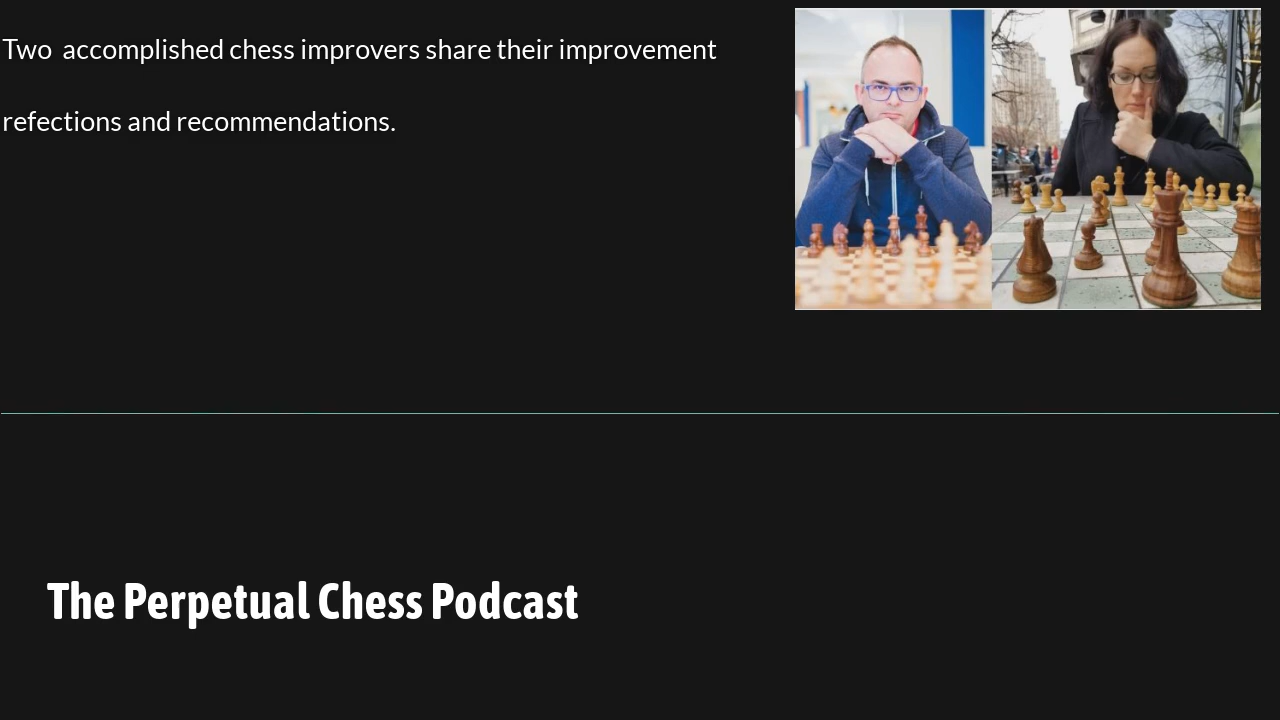 Two  accomplished chess improvers share their improvement
refections and recommendations.
The Perpetual Chess Podcast